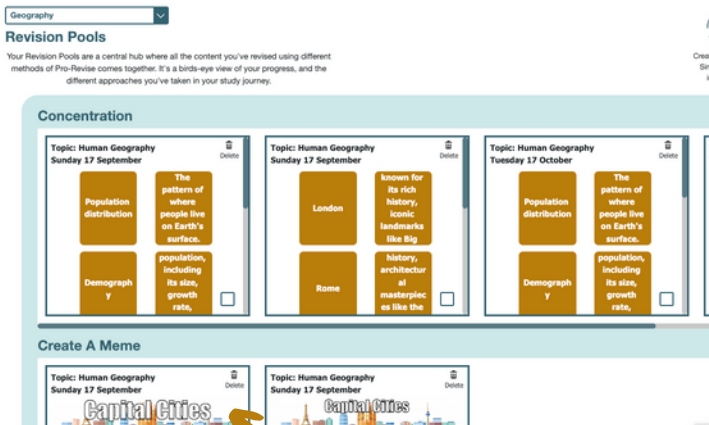 Geography
Revision Pools
Your Revision Pools are a central hub where all the content you've revised using different
methods of Pro-Revise comes together. It's a birds-eye view of your progress, and the
different approaches you've taken in your study journey.
Concentration
Topic: Human Geography
Sunday 17 September
Delete
Population
distribution
The
pattern of
where
people live
on Earth's
surface.
Demograph
y
population,
including
its size,
growth
rate,
Topic: Human Geography
Sunday 17 September
Delete
London
known for
its rich
history,
iconic
landmarks
like Big
Rome
history,
architectur
al
masterpiec
es like the
Topic: Human Geography
Tuesday 17 October
Delete
Population
distribution
The
pattern of
where
people live
on Earth's
surface.
Demograph
y
population,
including
its size,
growth
rate,
Create A Meme
Topic: Human Geography
Sunday 17 September
Delete
Capital Cities
Topic: Human Geography
Sunday 17 September
Delete
Capital Cities